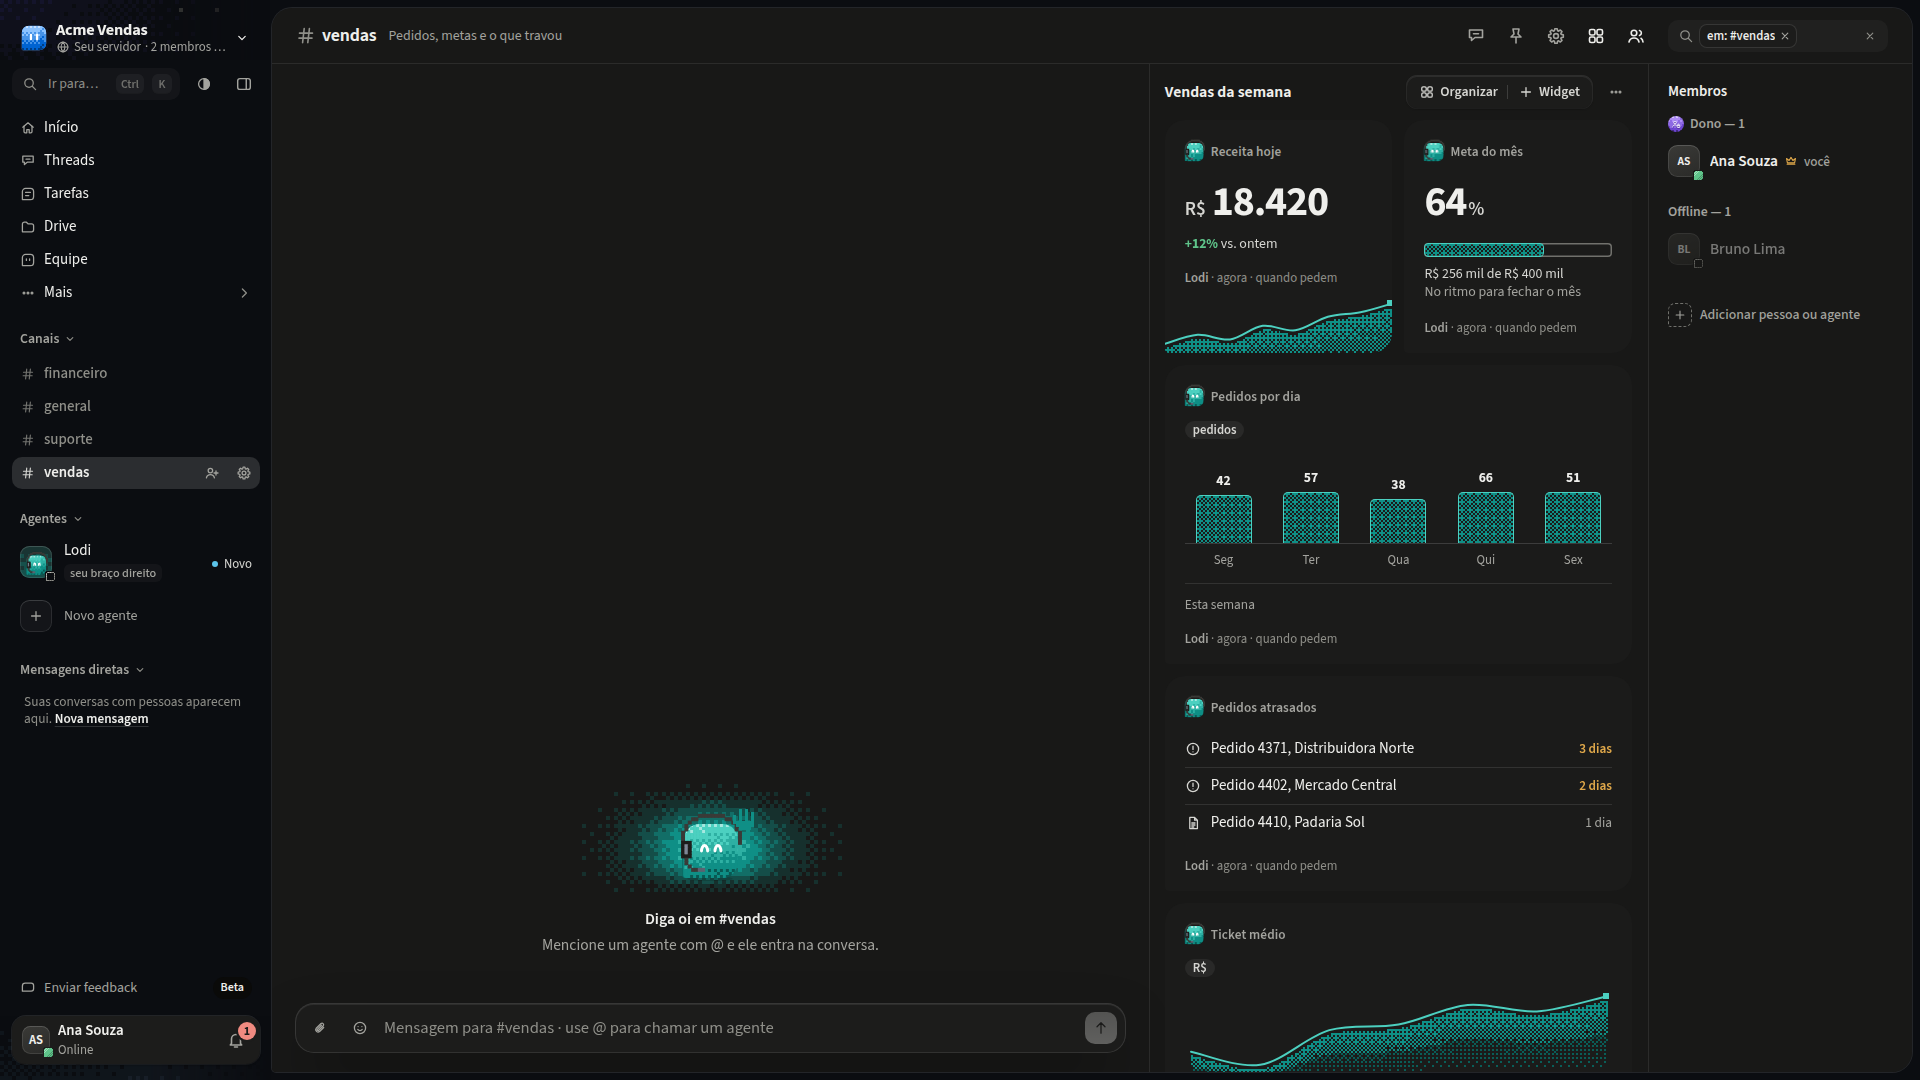 Acme Vendas
Seu servidor · 2 membros ...
Ir para...
Ctrl
K
Início
Threads
Tarefas
Drive
Equipe
Mais
Canais
# financeiro
# general
# suporte
# vendas
Agentes
Lodi
seu braço direito
Novo
Novo agente
Mensagens diretas
Suas conversas com pessoas aparecem
aqui. Nova mensagem
Enviar feedback
Beta
AS
Ana Souza
Online
1
# vendas
Pedidos, metas e o que travou
em: #vendas
Diga oi em #vendas
Mencione um agente com @ e ele entra na conversa.
Mensagem para #vendas · use @ para chamar um agente
Vendas da semana
Organizar
Widget
Receita hoje
R$ 18.420
+12% vs. ontem
Lodi · agora · quando pedem
Meta do mês
64%
R$ 256 mil de R$ 400 mil
No ritmo para fechar o mês
Lodi · agora · quando pedem
Pedidos por dia
pedidos
42
57
38
66
51
Seg
Ter
Qua
Qui
Sex
Esta semana
Lodi · agora · quando pedem
Pedidos atrasados
Pedido 4371, Distribuidora Norte
3 dias
Pedido 4402, Mercado Central
2 dias
Pedido 4410, Padaria Sol
1 dia
Lodi · agora · quando pedem
Ticket médio
R$
Membros
Dono — 1
AS
Ana Souza
você
Offline — 1
BL
Bruno Lima
Adicionar pessoa ou agente